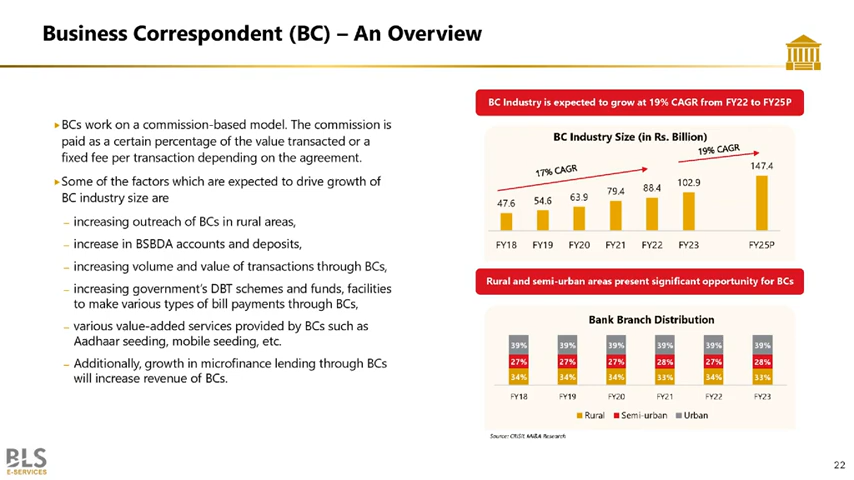 Business Correspondent (BC) – An Overview
▸BCs work on a commission-based model. The commission is
paid as a certain percentage of the value transacted or a
fixed fee per transaction depending on the agreement.
▸Some of the factors which are expected to drive growth of
BC industry size are
– increasing outreach of BCs in rural areas,
– increase in BSBDA accounts and deposits,
– increasing volume and value of transactions through BCs,
– increasing government's DBT schemes and funds, facilities
to make various types of bill payments through BCs,
– various value-added services provided by BCs such as
Aadhaar seeding, mobile seeding, etc.
– Additionally, growth in microfinance lending through BCs
will increase revenue of BCs.
BC Industry is expected to grow at 19% CAGR from FY22 to FY25P
BC Industry Size (in Rs. Billion)
17% CAGR
19% CAGR
47.6 54.6 63.9 79.4 88.4 102.9 147.4
FY18 FY19 FY20 FY21 FY22 FY23 FY25P
Rural and semi-urban areas present significant opportunity for BCs
Bank Branch Distribution
39% 39% 39% 39% 39% 39%
27% 27% 27% 28% 27% 28%
34% 34% 34% 33% 34% 33%
FY18 FY19 FY20 FY21 FY22 FY23
Rural Semi-urban Urban
Source: CRISIL MI&A Research
BLS
E-SERVICES
22